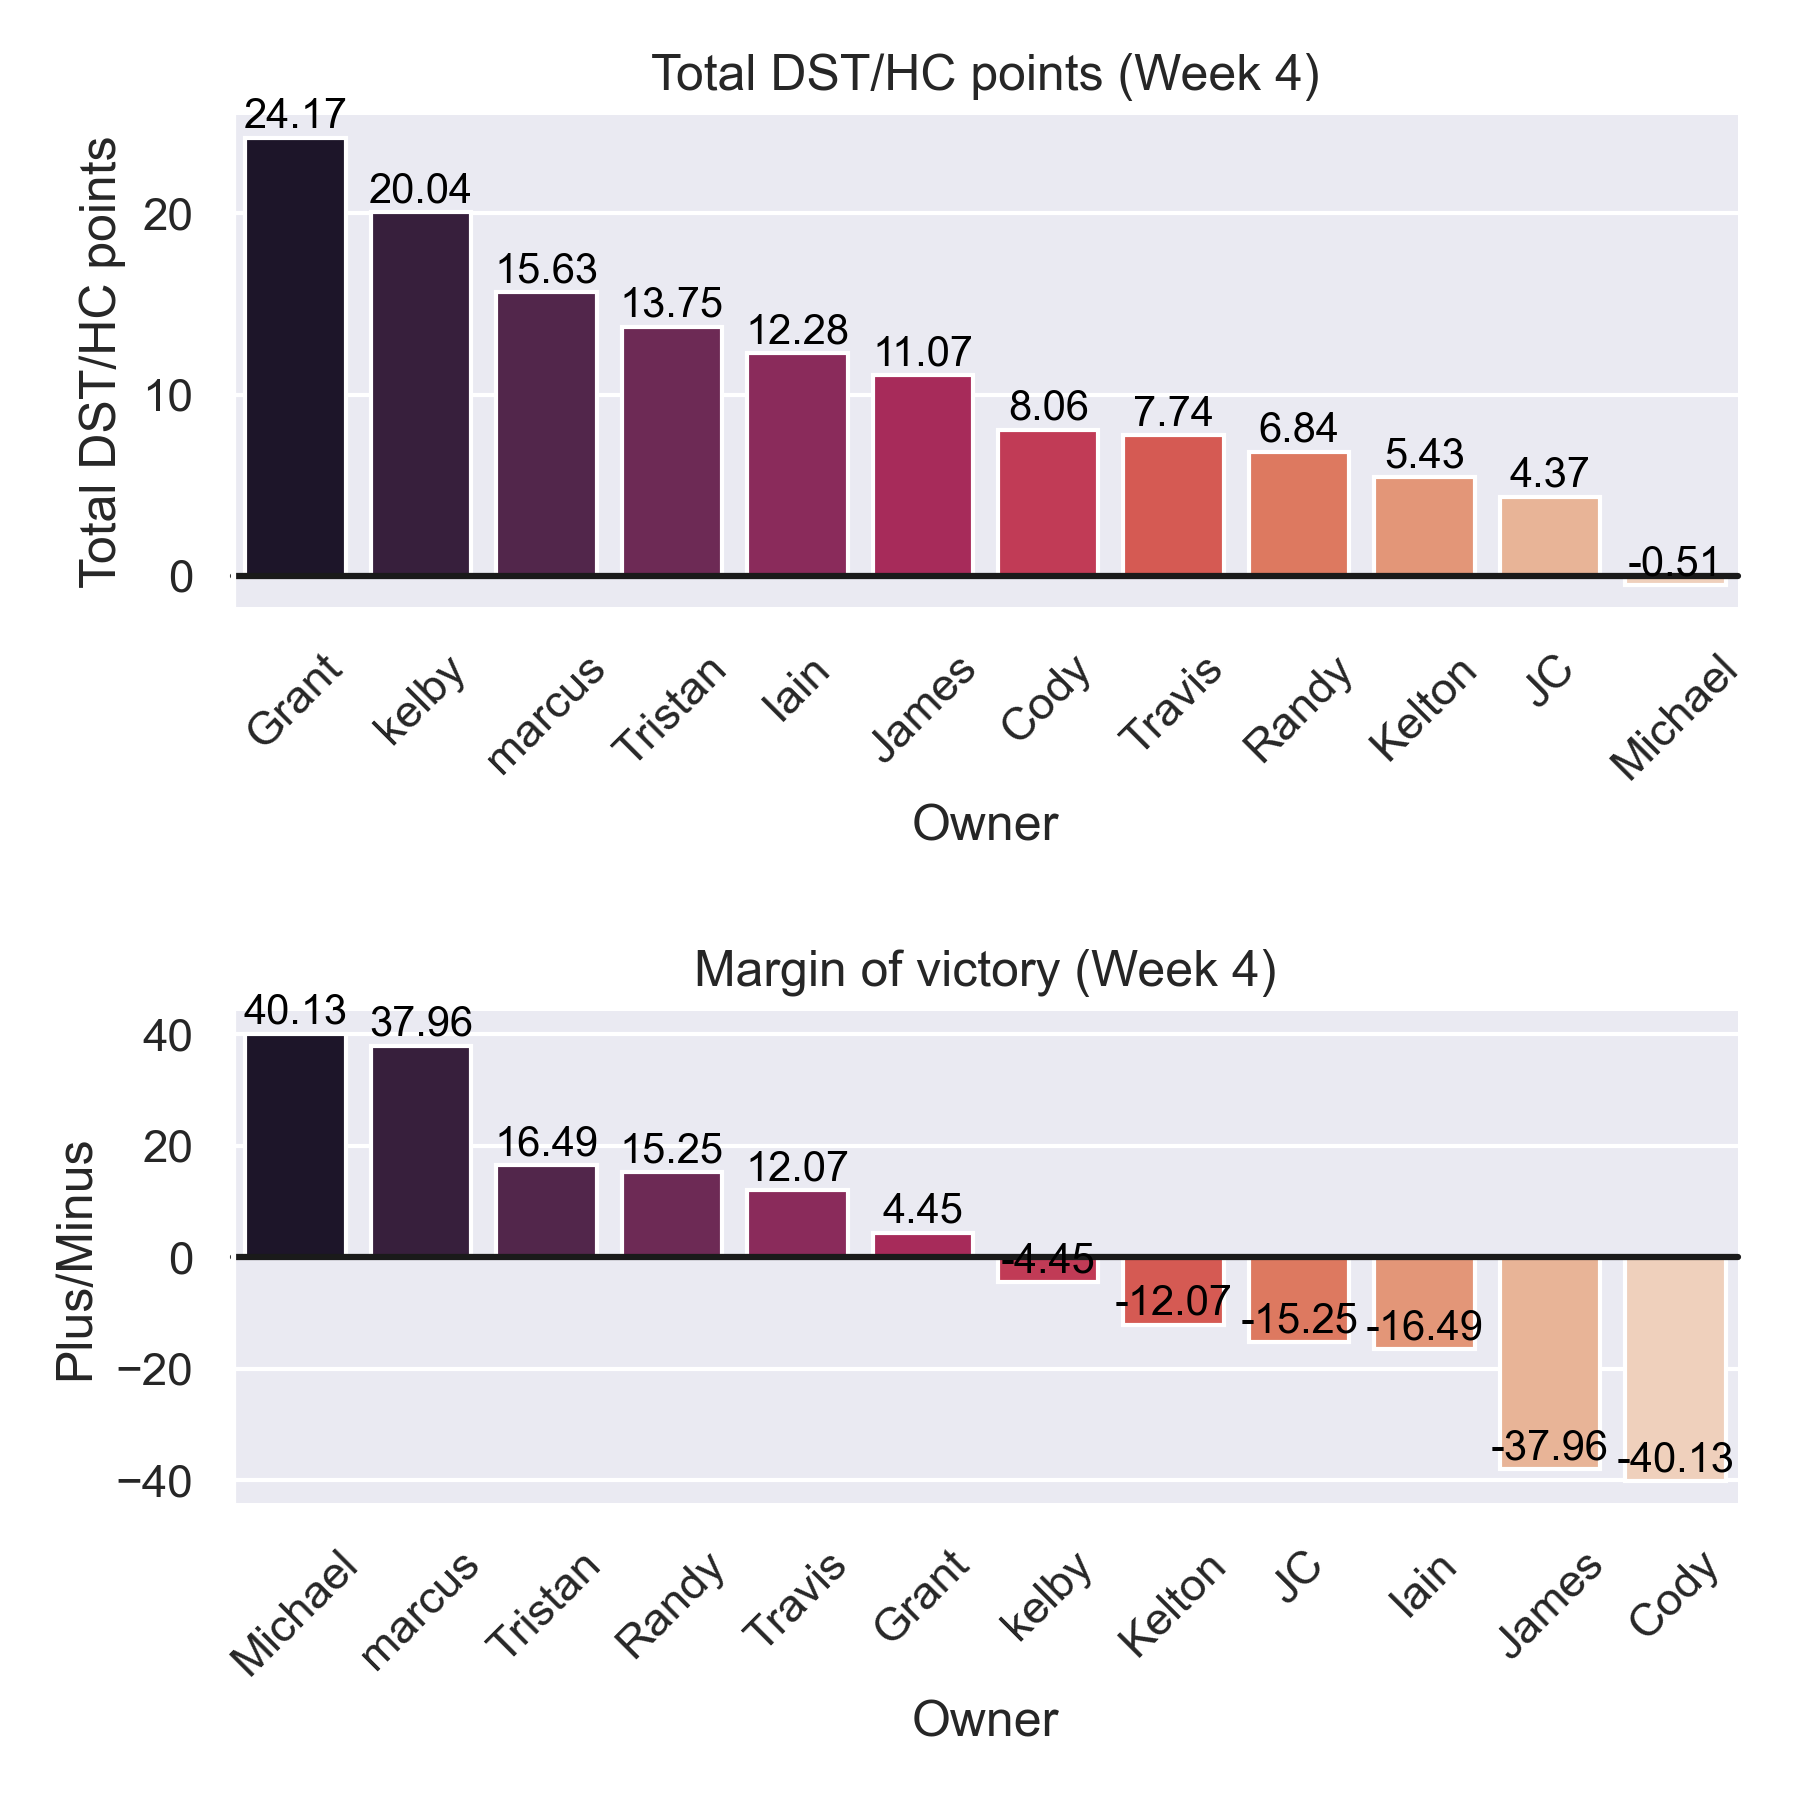 Total DST/HC points (Week 4)
Total DST/HC points
20
10
0
24.17
20.04
15.63
13.75
12.28
11.07
8.06
7.74
6.84
5.43
4.37
-0.51
Grant
kelby
marcus
Tristan
Iain
James
Cody
Travis
Randy
Kelton
JC
Michael
Owner
Margin of victory (Week 4)
Plus/Minus
40
20
0
−20
−40
40.13
37.96
16.49
15.25
12.07
4.45
-4.45
-12.07
-15.25
-16.49
-37.96
-40.13
Michael
marcus
Tristan
Randy
Travis
Grant
kelby
Kelton
JC
Iain
James
Cody
Owner